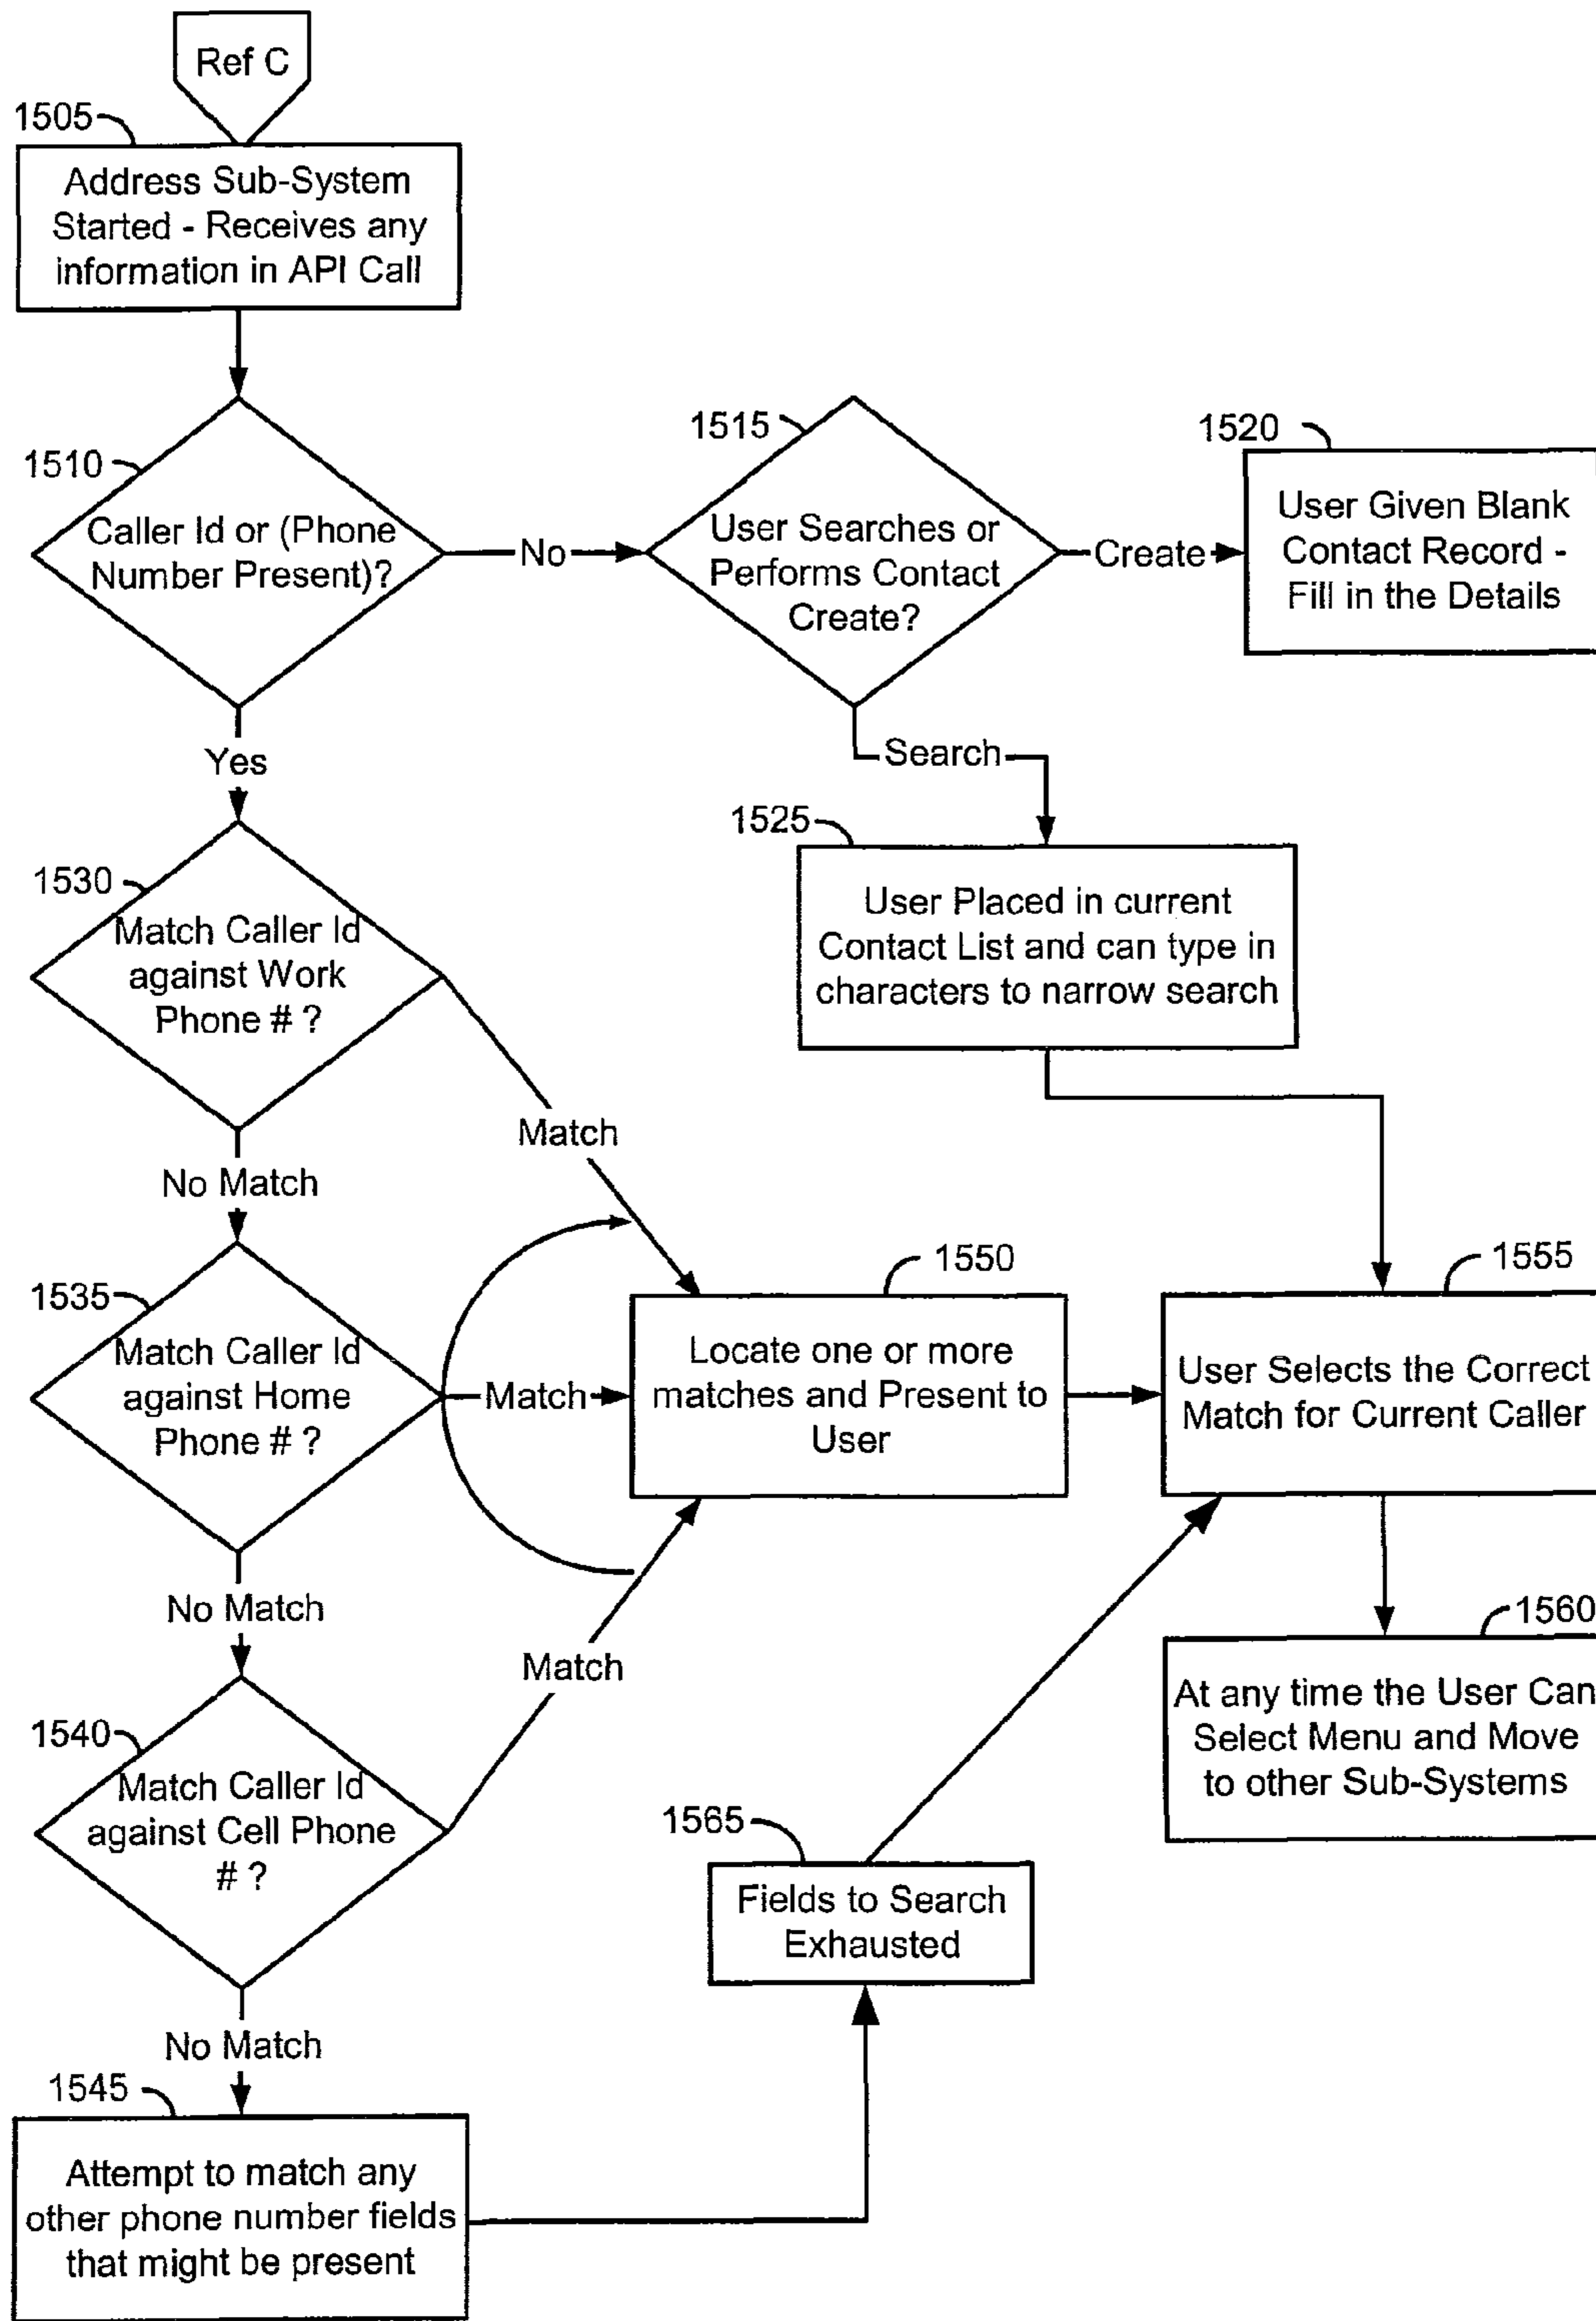 Ref C
1505
Address Sub-System
Started - Receives any
information in API Call
1510
Caller Id or (Phone
Number Present)?
No
1515
User Searches or
Performs Contact
Create?
Create
1520
User Given Blank
Contact Record -
Fill in the Details
Yes
Search
1525
User Placed in current
Contact List and can type in
characters to narrow search
1530
Match Caller Id
against Work
Phone # ?
Match
No Match
1535
Match Caller Id
against Home
Phone # ?
Match
1550
Locate one or more
matches and Present to
User
1555
User Selects the Correct
Match for Current Caller
No Match
1540
Match Caller Id
against Cell Phone
# ?
Match
1560
At any time the User Can
Select Menu and Move
to other Sub-Systems
1565
Fields to Search
Exhausted
No Match
1545
Attempt to match any
other phone number fields
that might be present